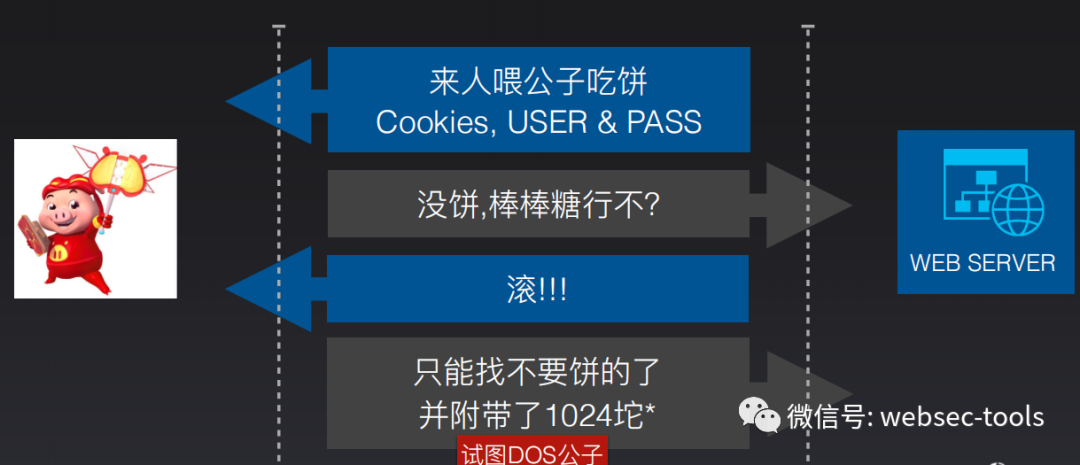 来人喂公子吃饼
Cookies, USER & PASS
没饼,棒棒糖行不?
滚!!!
WEB SERVER
只能找不要饼的了
并附带了1024坨*
微信号: websec-tools
试图DOS公子